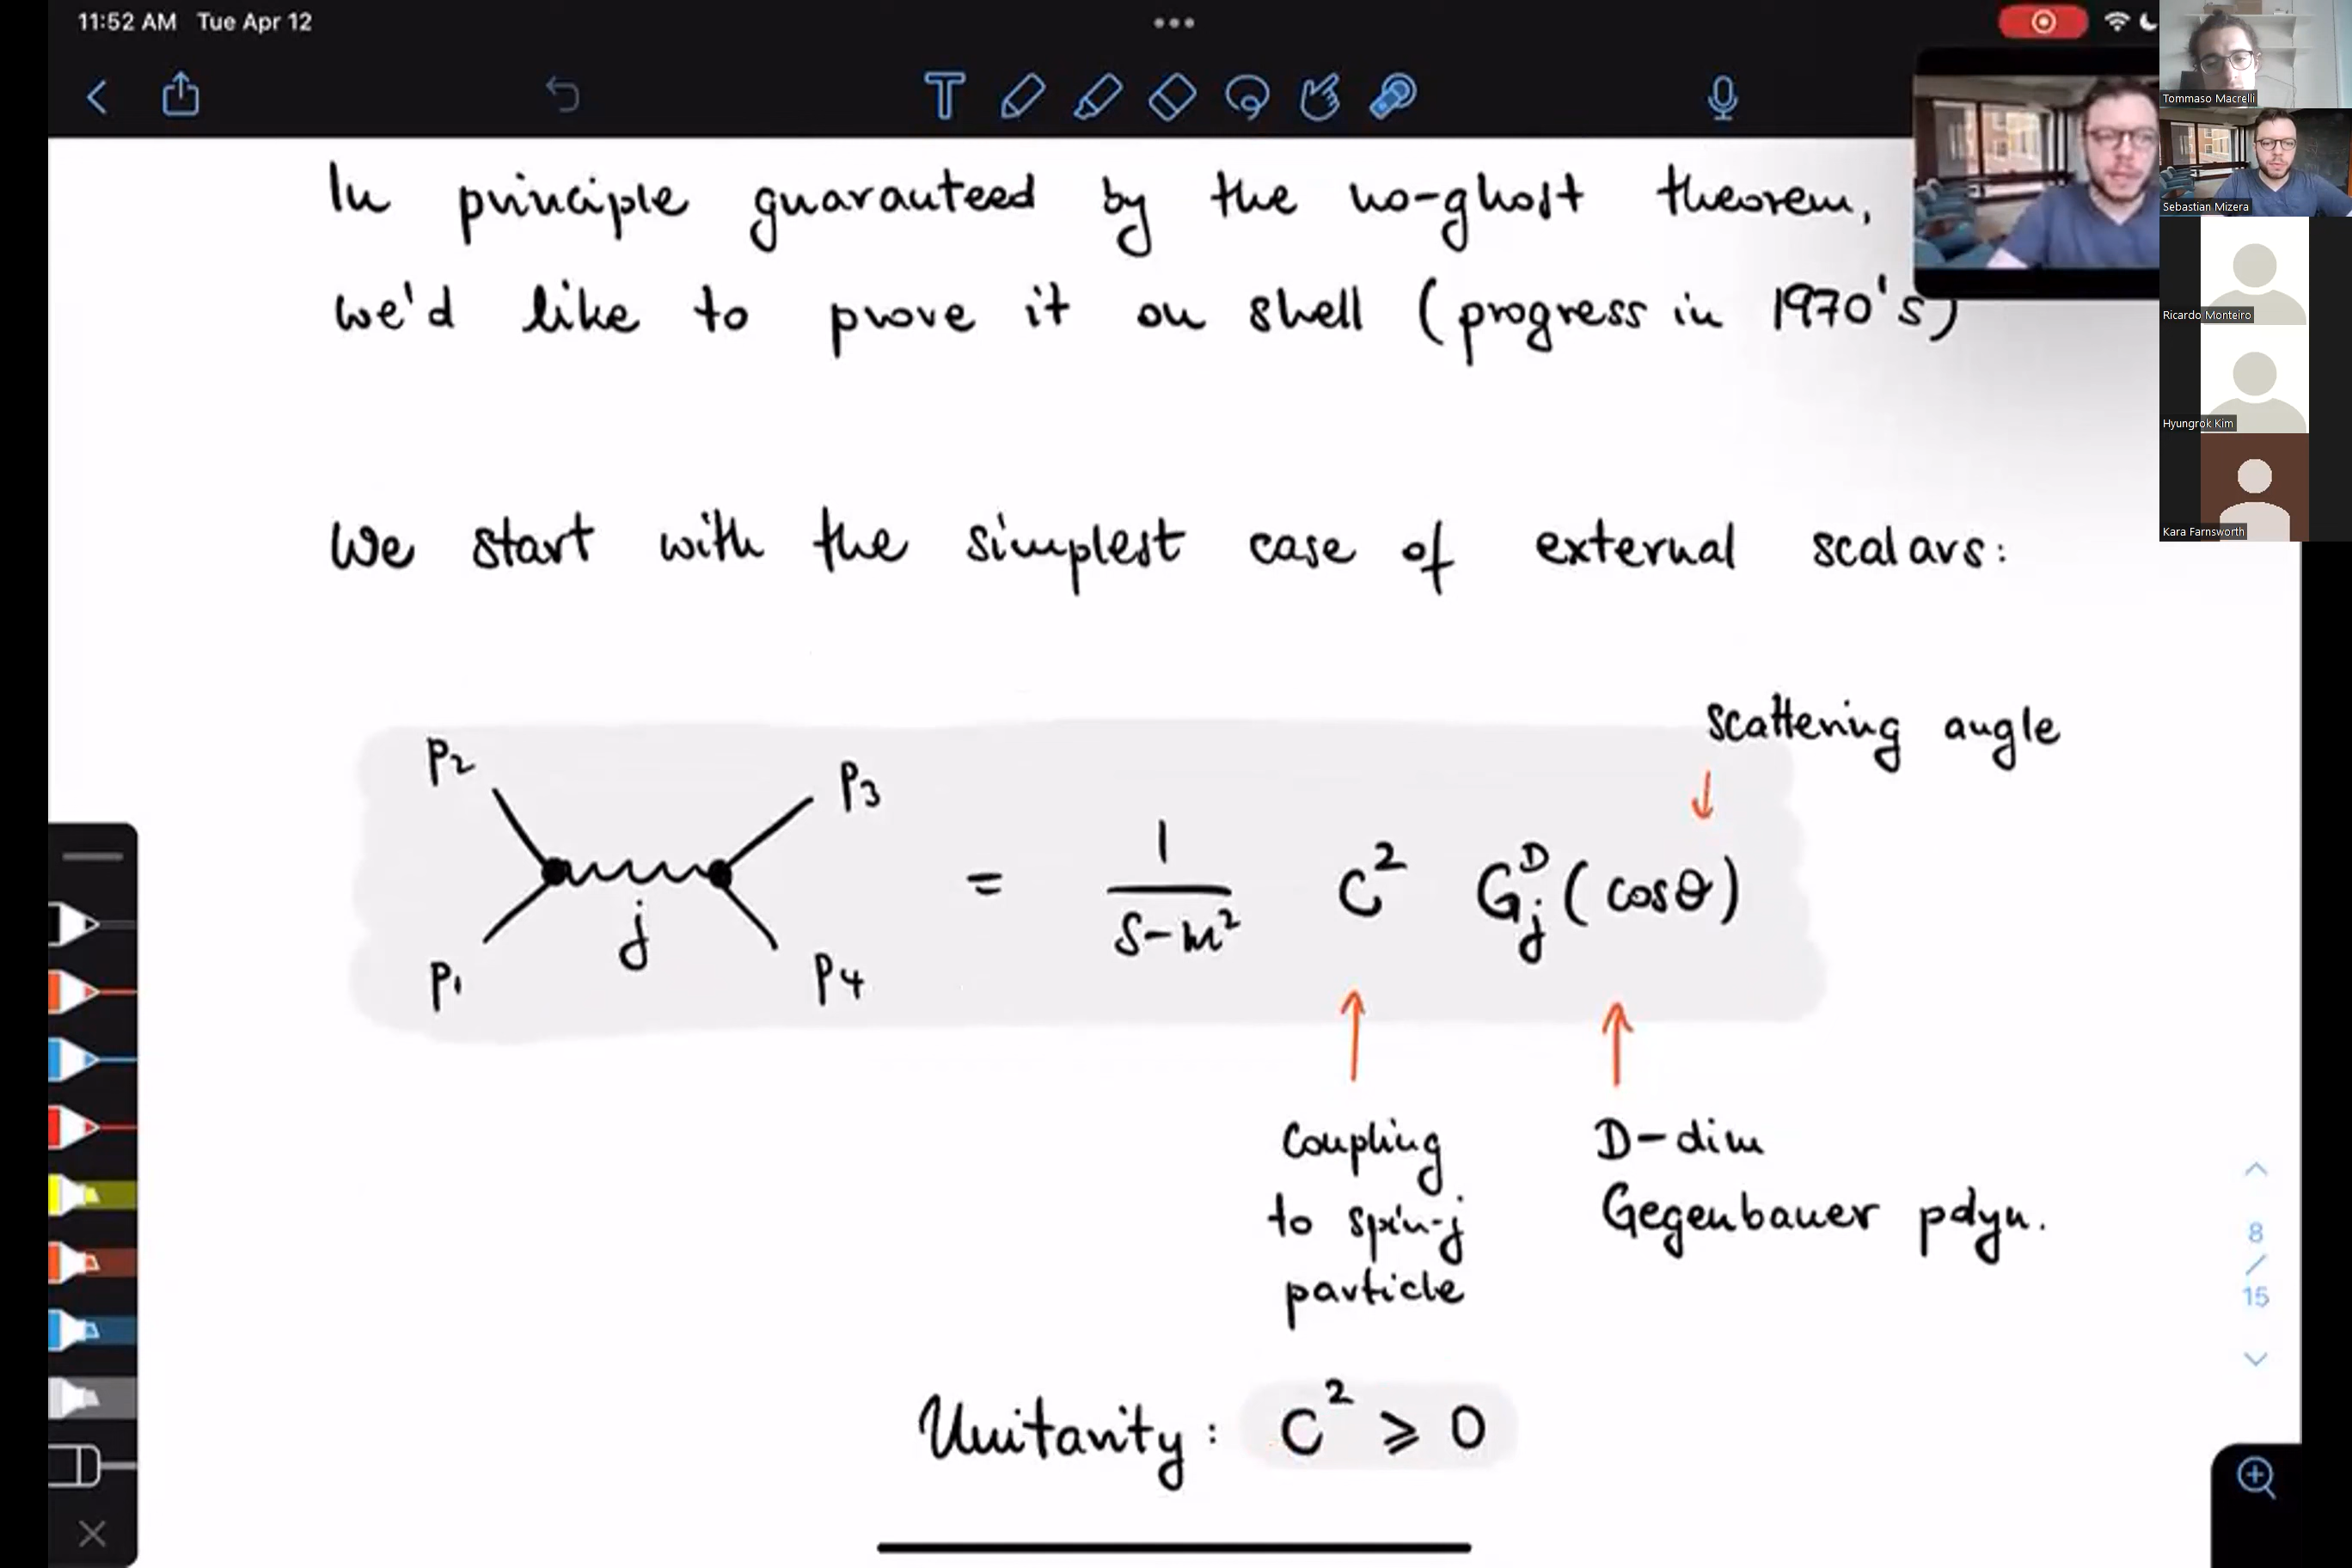 11:52 AM Tue Apr 12
In principle guaranteed by the no-ghost theorem,
we'd like to prove it on shell (progress in 1970's)
We start with the simplest case of external scalars:
scattering angle
P2
P3
j
P1
P4
= 1/(s-m²) C² G_j^D (cosθ)
Coupling
to spin-j
particle
D-dim
Gegenbauer polyn.
Unitarity: C² ⩾ 0
8
/
15
Tommaso Macrelli
Sebastian Mizera
Ricardo Monteiro
Hyungrok Kim
Kara Farnsworth